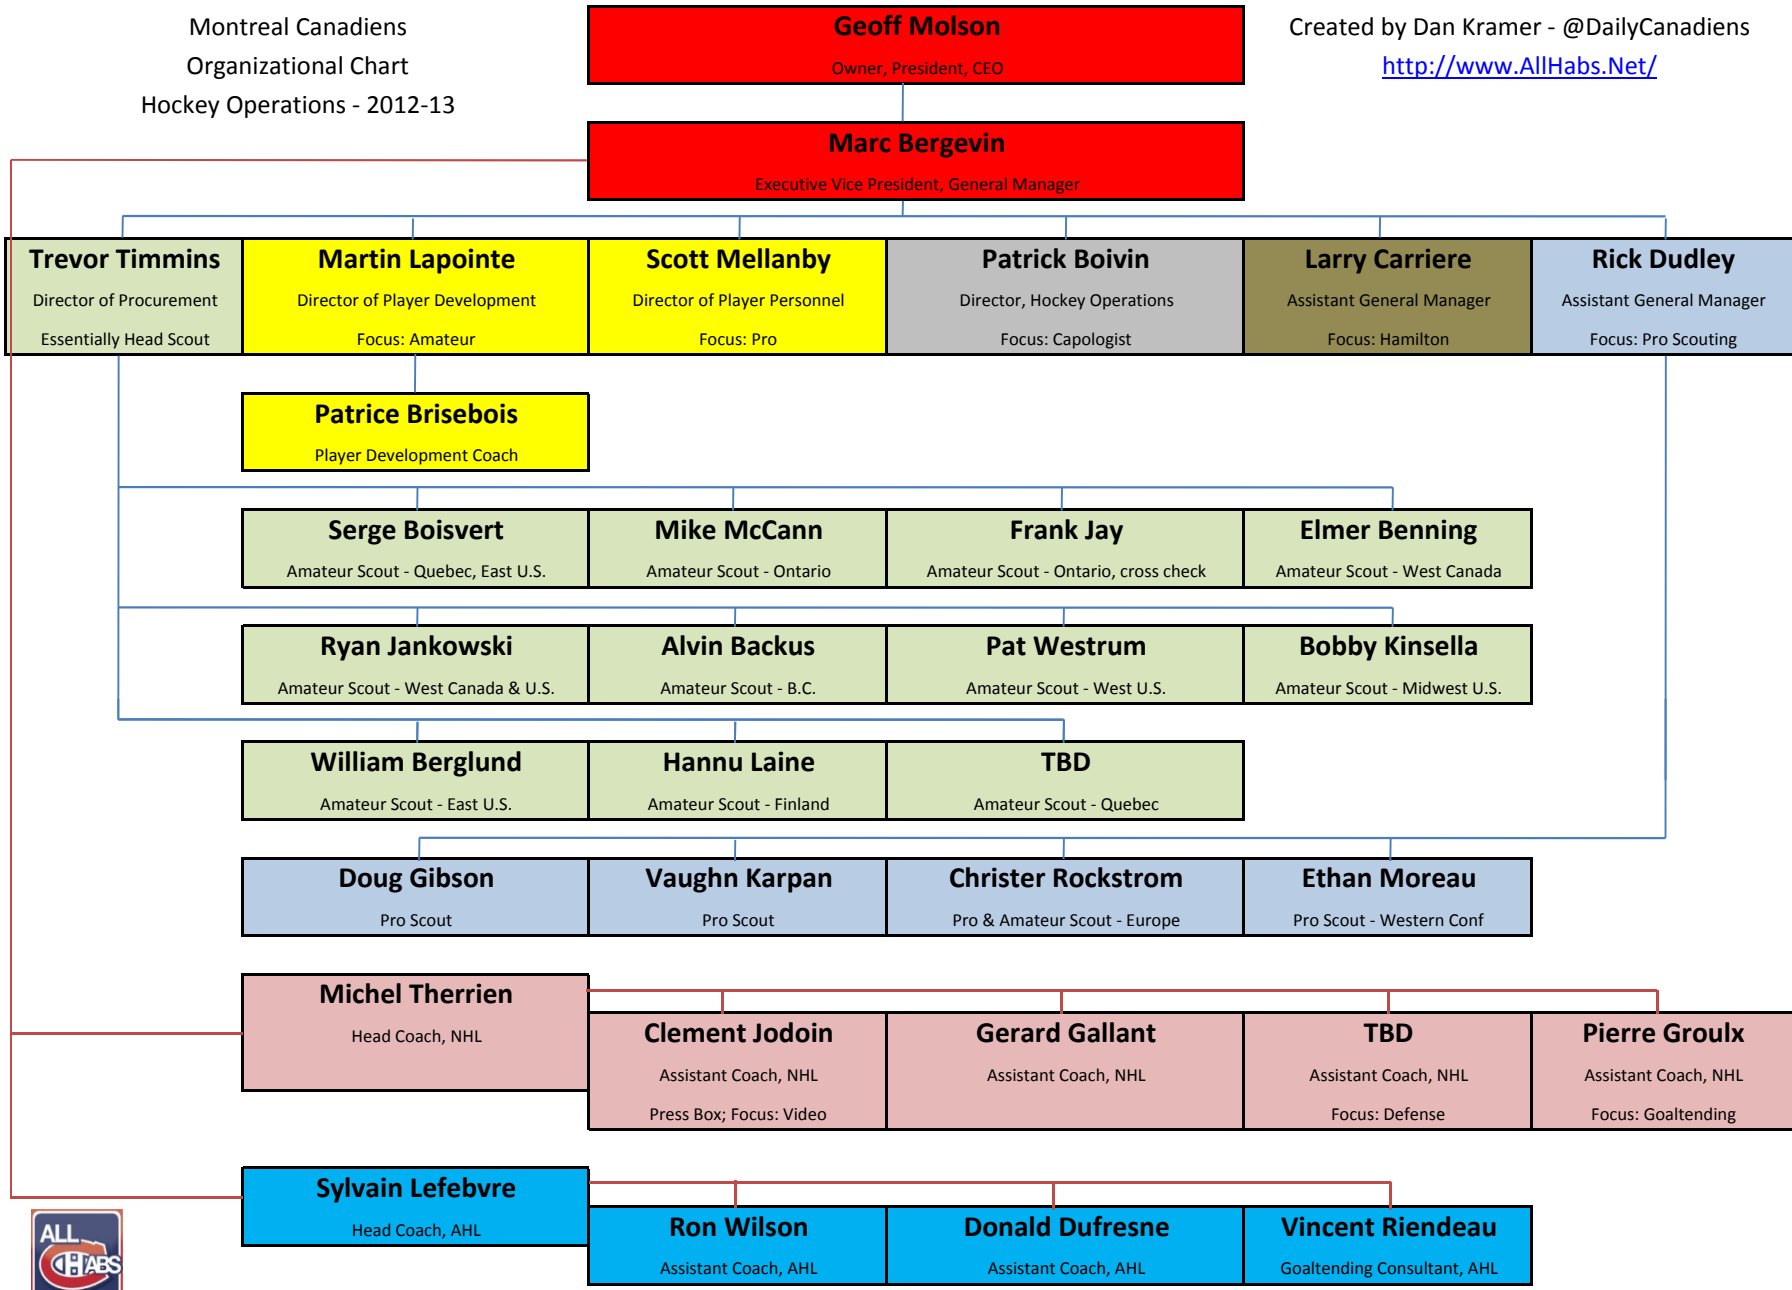 Montreal Canadiens
Organizational Chart
Hockey Operations - 2012-13
Geoff Molson
Owner, President, CEO
Created by Dan Kramer - @DailyCanadiens
http://www.AllHabs.Net/
Marc Bergevin
Executive Vice President, General Manager
Trevor Timmins
Director of Procurement
Essentially Head Scout
Martin Lapointe
Director of Player Development
Focus: Amateur
Scott Mellanby
Director of Player Personnel
Focus: Pro
Patrick Boivin
Director, Hockey Operations
Focus: Capologist
Larry Carriere
Assistant General Manager
Focus: Hamilton
Rick Dudley
Assistant General Manager
Focus: Pro Scouting
Patrice Brisebois
Player Development Coach
Serge Boisvert
Amateur Scout - Quebec, East U.S.
Mike McCann
Amateur Scout - Ontario
Frank Jay
Amateur Scout - Ontario, cross check
Elmer Benning
Amateur Scout - West Canada
Ryan Jankowski
Amateur Scout - West Canada & U.S.
Alvin Backus
Amateur Scout - B.C.
Pat Westrum
Amateur Scout - West U.S.
Bobby Kinsella
Amateur Scout - Midwest U.S.
William Berglund
Amateur Scout - East U.S.
Hannu Laine
Amateur Scout - Finland
TBD
Amateur Scout - Quebec
Doug Gibson
Pro Scout
Vaughn Karpan
Pro Scout
Christer Rockstrom
Pro & Amateur Scout - Europe
Ethan Moreau
Pro Scout - Western Conf
Michel Therrien
Head Coach, NHL
Clement Jodoin
Assistant Coach, NHL
Press Box; Focus: Video
Gerard Gallant
Assistant Coach, NHL
TBD
Assistant Coach, NHL
Focus: Defense
Pierre Groulx
Assistant Coach, NHL
Focus: Goaltending
Sylvain Lefebvre
Head Coach, AHL
Ron Wilson
Assistant Coach, AHL
Donald Dufresne
Assistant Coach, AHL
Vincent Riendeau
Goaltending Consultant, AHL
ALL
HABS